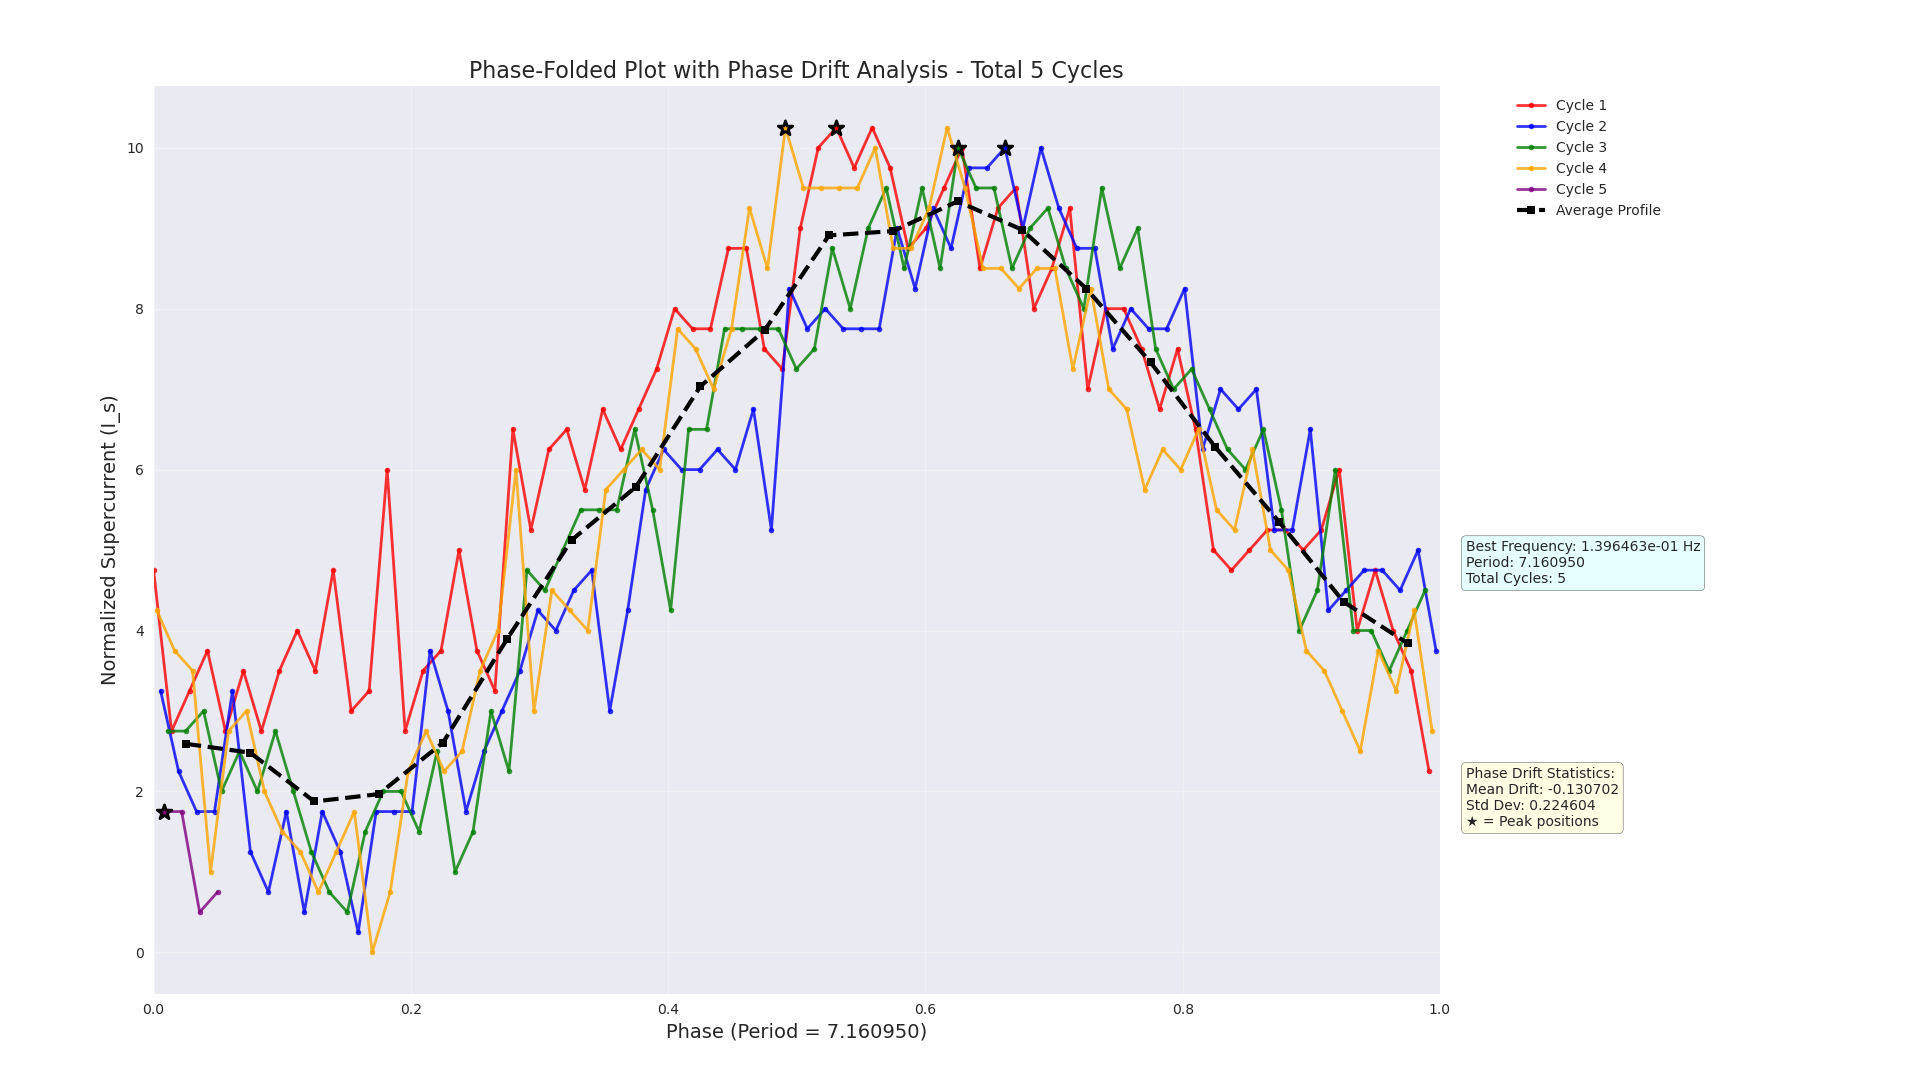 Phase-Folded Plot with Phase Drift Analysis - Total 5 Cycles
Normalized Supercurrent (I_s)
10
8
6
4
2
0
0.0
0.2
0.4
0.6
0.8
1.0
Phase (Period = 7.160950)
Cycle 1
Cycle 2
Cycle 3
Cycle 4
Cycle 5
Average Profile
Best Frequency: 1.396463e-01 Hz
Period: 7.160950
Total Cycles: 5
Phase Drift Statistics:
Mean Drift: -0.130702
Std Dev: 0.224604
★ = Peak positions